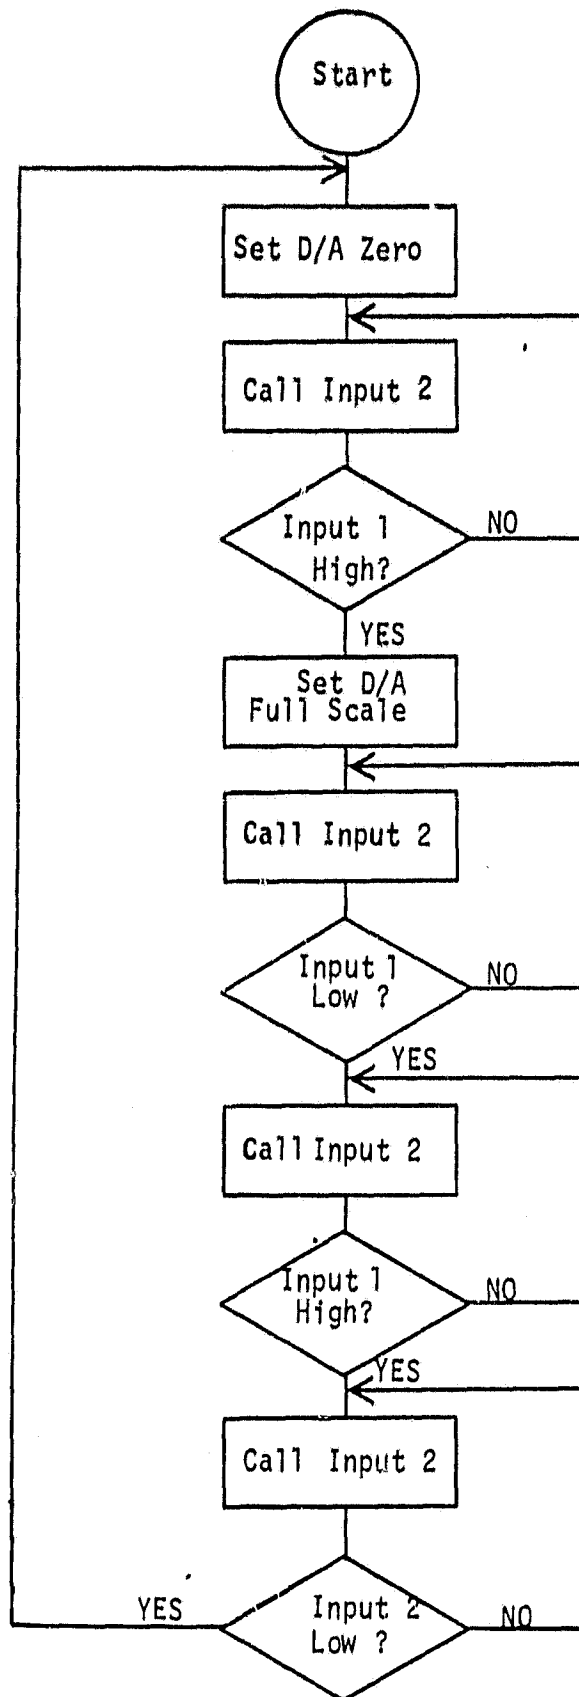 Start
Set D/A Zero
Call Input 2
Input 1
High?
NO
YES
Set D/A
Full Scale
Call Input 2
Input 1
Low ?
NO
YES
Call Input 2
Input 1
High?
NO
YES
Call Input 2
Input 2
Low ?
YES
NO